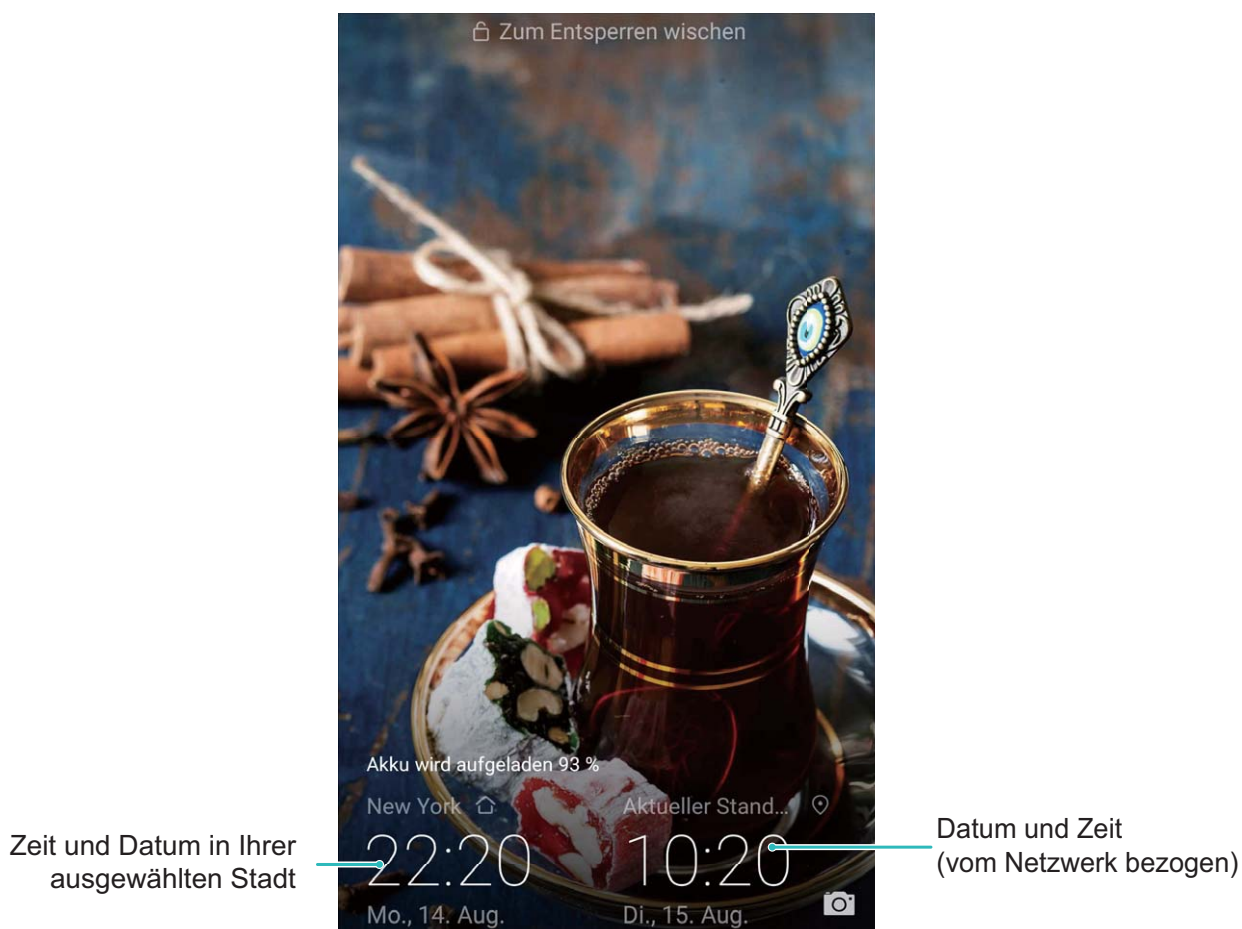 Zum Entsperren wischen
Akku wird aufgeladen 93 %
New York
Aktueller Stand...
Zeit und Datum in Ihrer
ausgewählten Stadt
22:20
10:20
Datum und Zeit
(vom Netzwerk bezogen)
Mo., 14. Aug.
Di., 15. Aug.